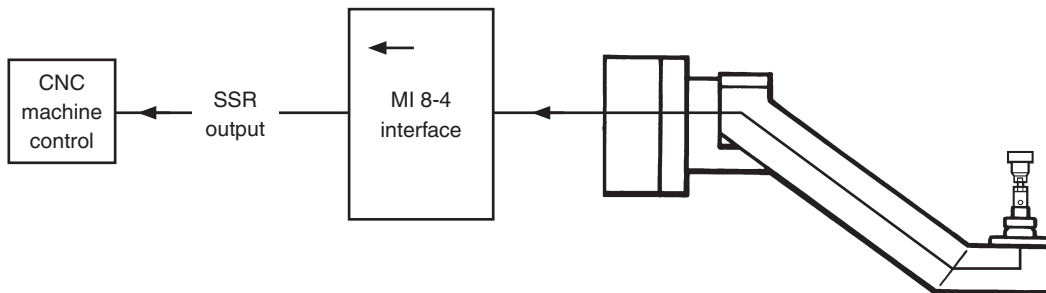 CNC
machine
control
SSR
output
MI 8-4
interface